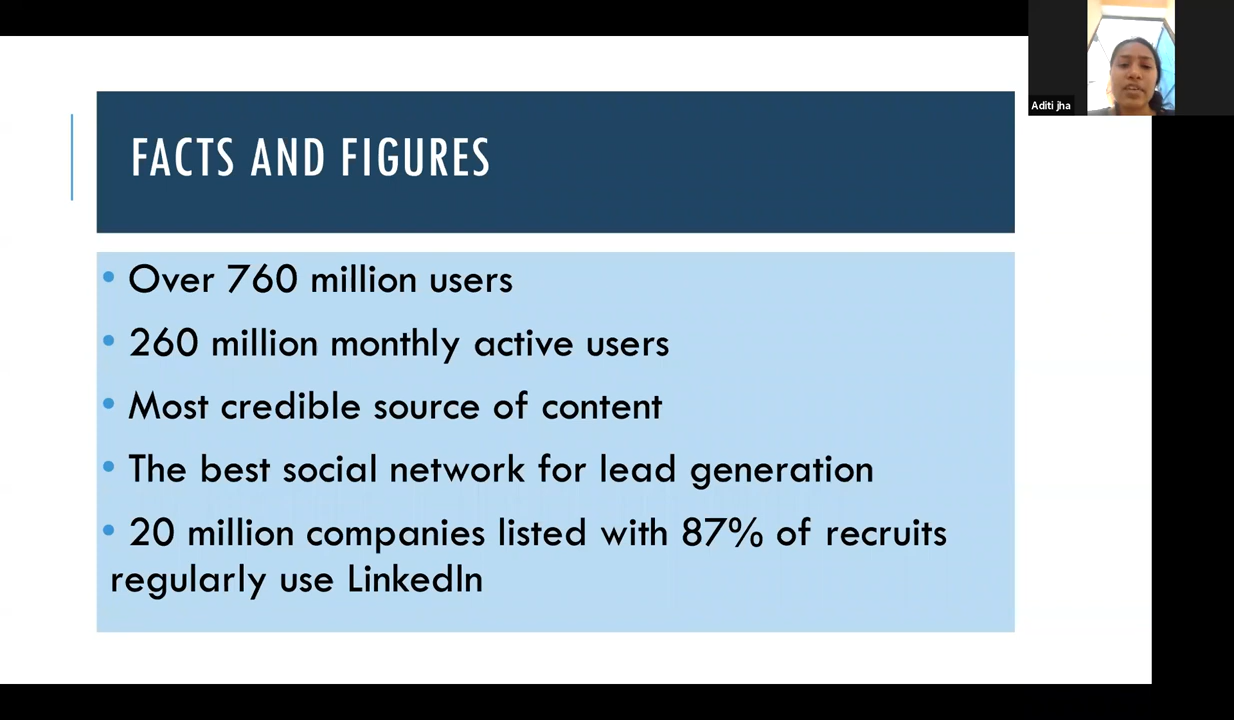 Aditi jha
FACTS AND FIGURES
• Over 760 million users
• 260 million monthly active users
• Most credible source of content
• The best social network for lead generation
• 20 million companies listed with 87% of recruits
regularly use LinkedIn